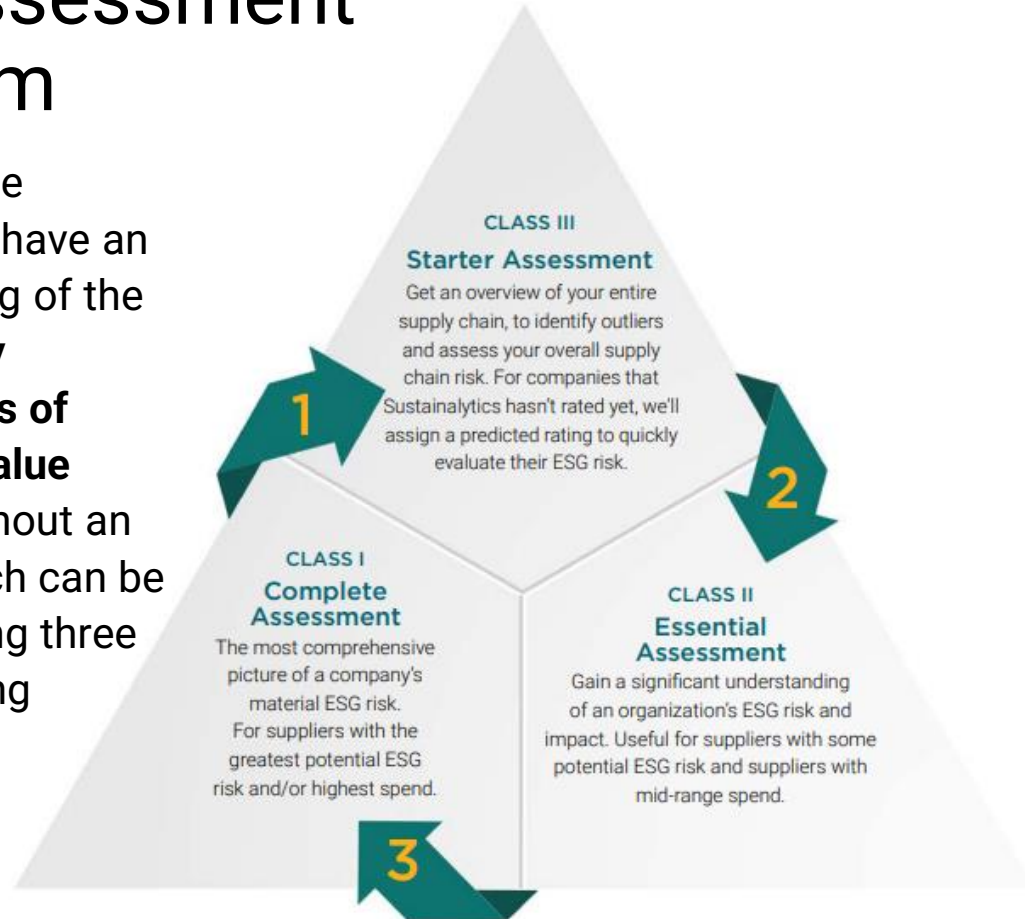 ssessment
m
e
have an
g of the
y
s of
alue
hout an
ch can be
ng three
ng
CLASS III
Starter Assessment
Get an overview of your entire
supply chain, to identify outliers
and assess your overall supply
chain risk. For companies that
Sustainalytics hasn't rated yet, we'll
assign a predicted rating to quickly
evaluate their ESG risk.
1
2
CLASS I
Complete
Assessment
The most comprehensive
picture of a company's
material ESG risk.
For suppliers with the
greatest potential ESG
risk and/or highest spend.
CLASS II
Essential
Assessment
Gain a significant understanding
of an organization's ESG risk and
impact. Useful for suppliers with some
potential ESG risk and suppliers with
mid-range spend.
3